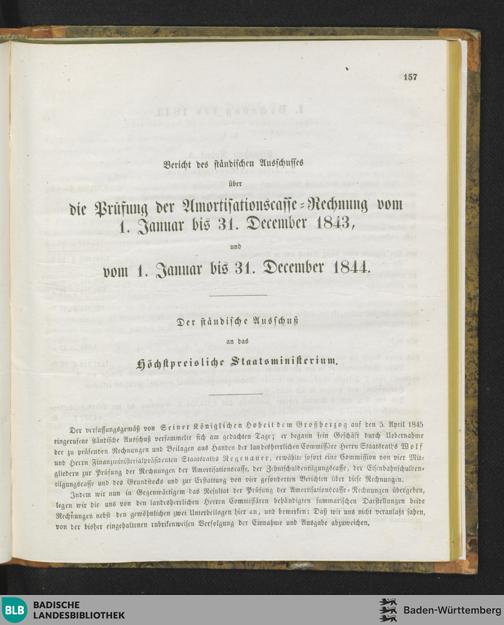 157
Bericht des ständischen Ausschusses
über
die Prüfung der Amortisationscasse-Rechnung vom
1. Januar bis 31. December 1843,
und
vom 1. Januar bis 31. December 1844.
Der ständische Ausschuß
an das
Höchstpreisliche Staatsministerium.
Der verfassungsgemäß von Seiner Königlichen Hoheit dem Großherzog auf den 5. April 1845
einberufene ständische Ausschuß versammelte sich am gedachten Tage; er begann sein Geschäft durch Uebernahme
der zu prüfenden Rechnungen und Beilagen aus Handen der landesherrlichen Commissäre Herrn Staatsraths Wolf
und Herrn Finanzministerialpräsidenten Staatsraths Regenauer, erwählte sofort eine Commission von vier Mit-
gliedern zur Prüfung der Rechnungen der Amortisationscasse, der Zehntschuldentilgungscasse, der Eisenbahnschulden-
tilgungscasse und des Grundstocks und zur Erstattung von vier gesonderten Berichten über diese Rechnungen.
Indem wir nun in Gegenwärtigem das Resultat der Prüfung der Amortisationscasse-Rechnungen übergeben,
legen wir die uns von den landesherrlichen Herren Commissären behändigten summarischen Darstellungen beide
Rechnungen nebst den gewöhnlichen zwei Unterbeilagen hier an, und bemerken: Daß wir uns nicht veranlaßt sahen,
von der bisher eingehaltenen rubrikenweisen Verfolgung der Einnahme und Ausgabe abzuweichen,
BLB
BADISCHE
LANDESBIBLIOTHEK
Baden-Württemberg